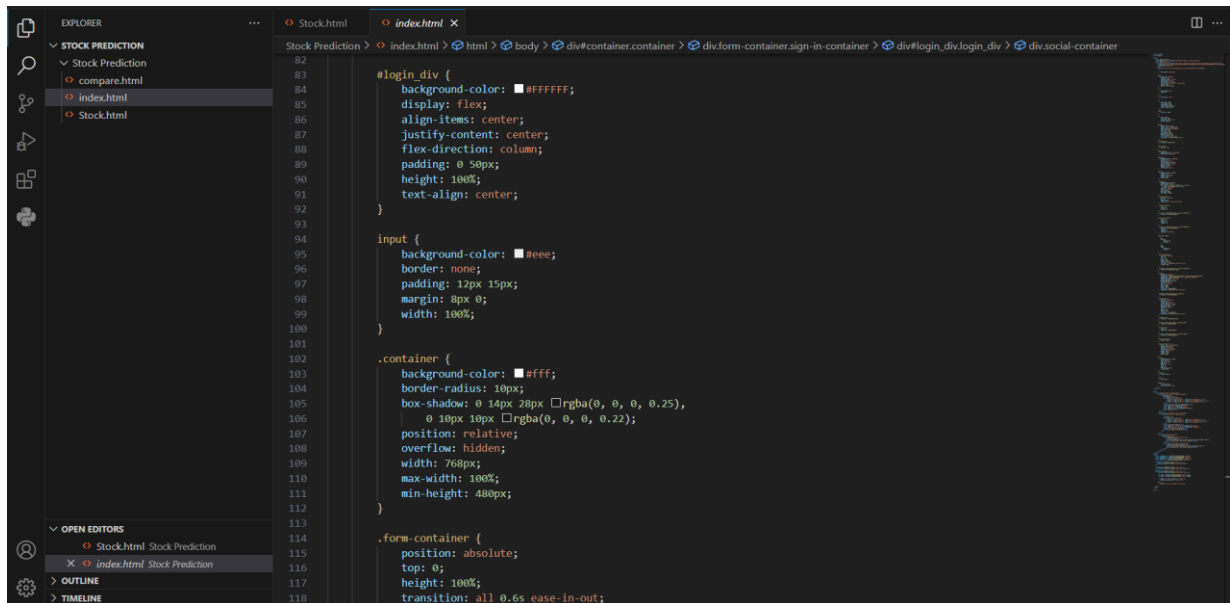 EXPLORER ···
STOCK PREDICTION
Stock Prediction
compare.html
index.html
Stock.html
OPEN EDITORS
Stock.html Stock Prediction
index.html Stock Prediction
OUTLINE
TIMELINE
Stock.html index.html
Stock Prediction > index.html > html > body > div#container.container > div.form-container.sign-in-container > div#login_div.login_div > div.social-container
82
83 #login_div {
84 background-color: #FFFFFF;
85 display: flex;
86 align-items: center;
87 justify-content: center;
88 flex-direction: column;
89 padding: 0 50px;
90 height: 100%;
91 text-align: center;
92 }
93
94 input {
95 background-color: #eee;
96 border: none;
97 padding: 12px 15px;
98 margin: 8px 0;
99 width: 100%;
100 }
101
102 .container {
103 background-color: #fff;
104 border-radius: 10px;
105 box-shadow: 0 14px 28px rgba(0, 0, 0, 0.25),
106 0 10px 10px rgba(0, 0, 0, 0.22);
107 position: relative;
108 overflow: hidden;
109 width: 768px;
110 max-width: 100%;
111 min-height: 480px;
112 }
113
114 .form-container {
115 position: absolute;
116 top: 0;
117 height: 100%;
118 transition: all 0.6s ease-in-out;